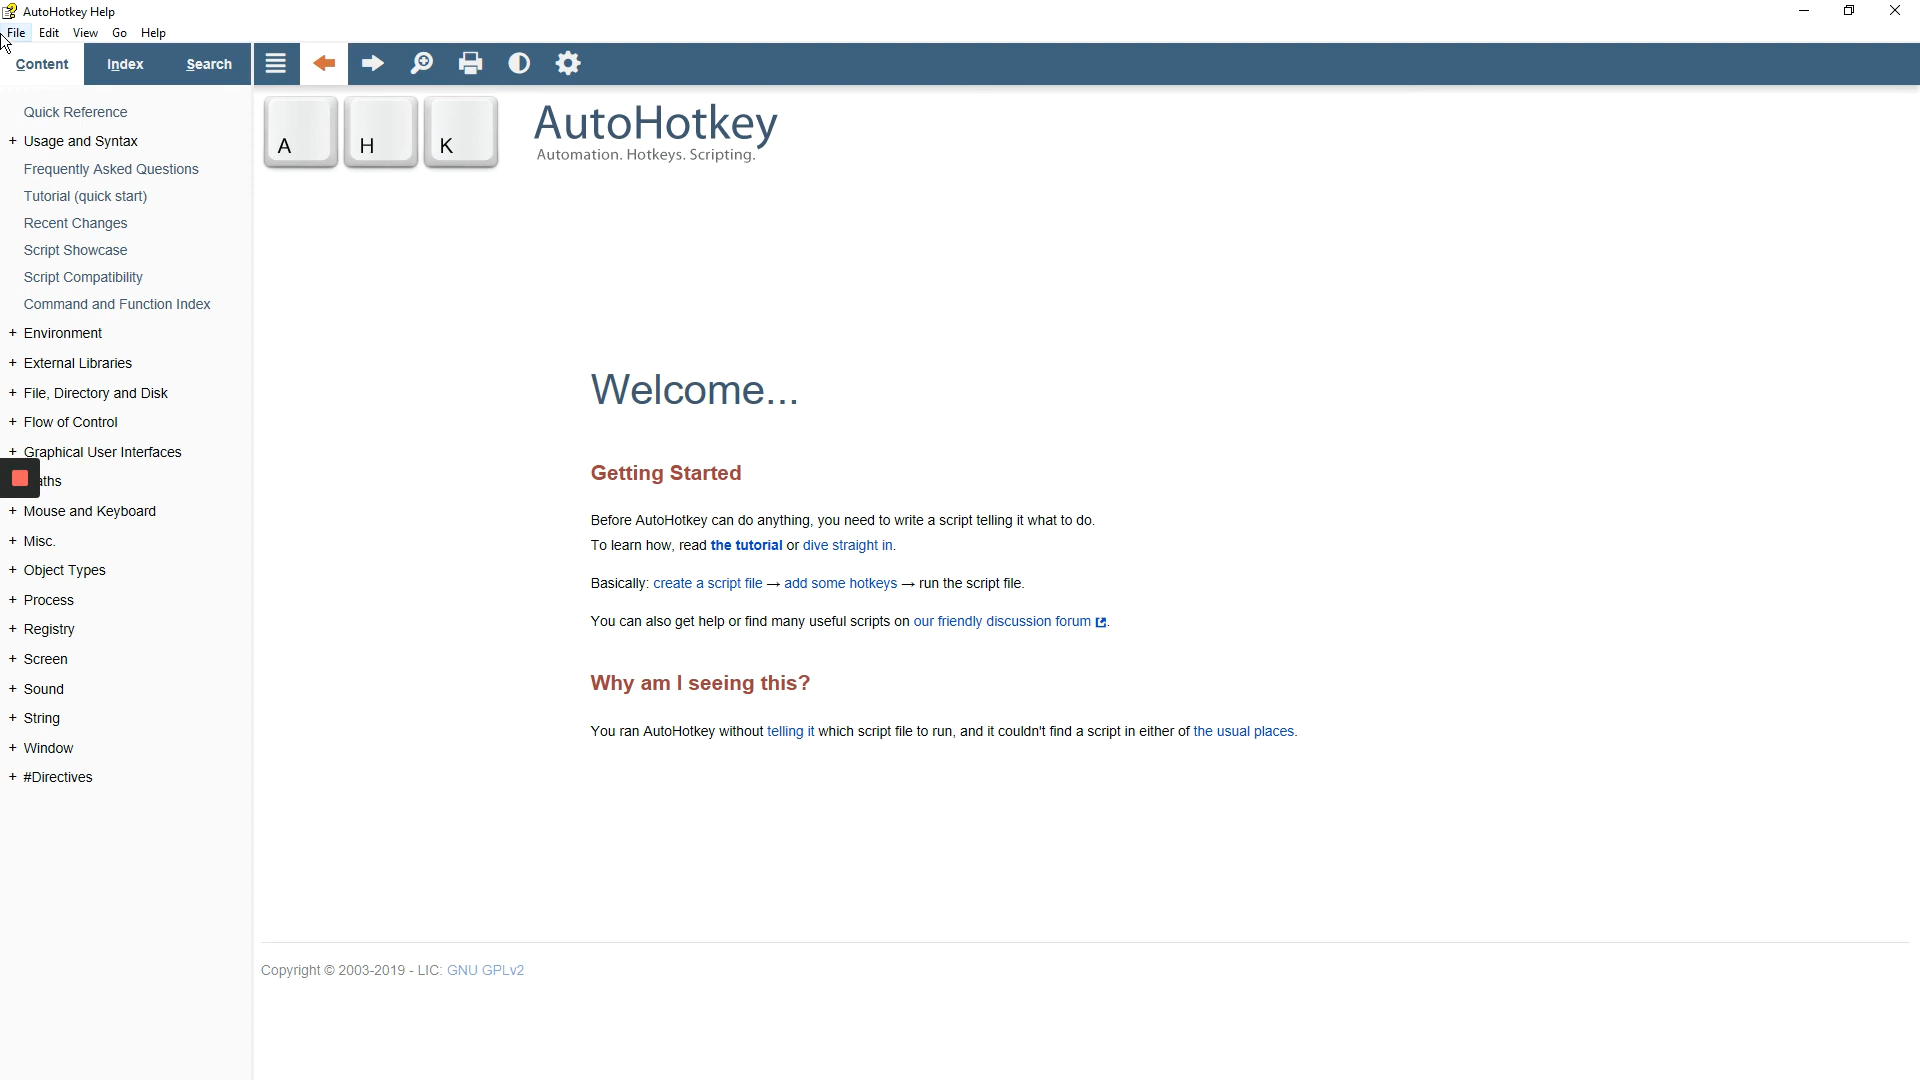 AutoHotkey Help
File Edit View Go Help
Content Index Search
Quick Reference
+ Usage and Syntax
Frequently Asked Questions
Tutorial (quick start)
Recent Changes
Script Showcase
Script Compatibility
Command and Function Index
+ Environment
+ External Libraries
+ File, Directory and Disk
+ Flow of Control
+ Graphical User Interfaces
ths
+ Mouse and Keyboard
+ Misc.
+ Object Types
+ Process
+ Registry
+ Screen
+ Sound
+ String
+ Window
+ #Directives
A H K
AutoHotkey
Automation. Hotkeys. Scripting.
Welcome...
Getting Started
Before AutoHotkey can do anything, you need to write a script telling it what to do.
To learn how, read the tutorial or dive straight in.
Basically: create a script file → add some hotkeys → run the script file.
You can also get help or find many useful scripts on our friendly discussion forum.
Why am I seeing this?
You ran AutoHotkey without telling it which script file to run, and it couldn't find a script in either of the usual places.
Copyright © 2003-2019 - LIC: GNU GPLv2